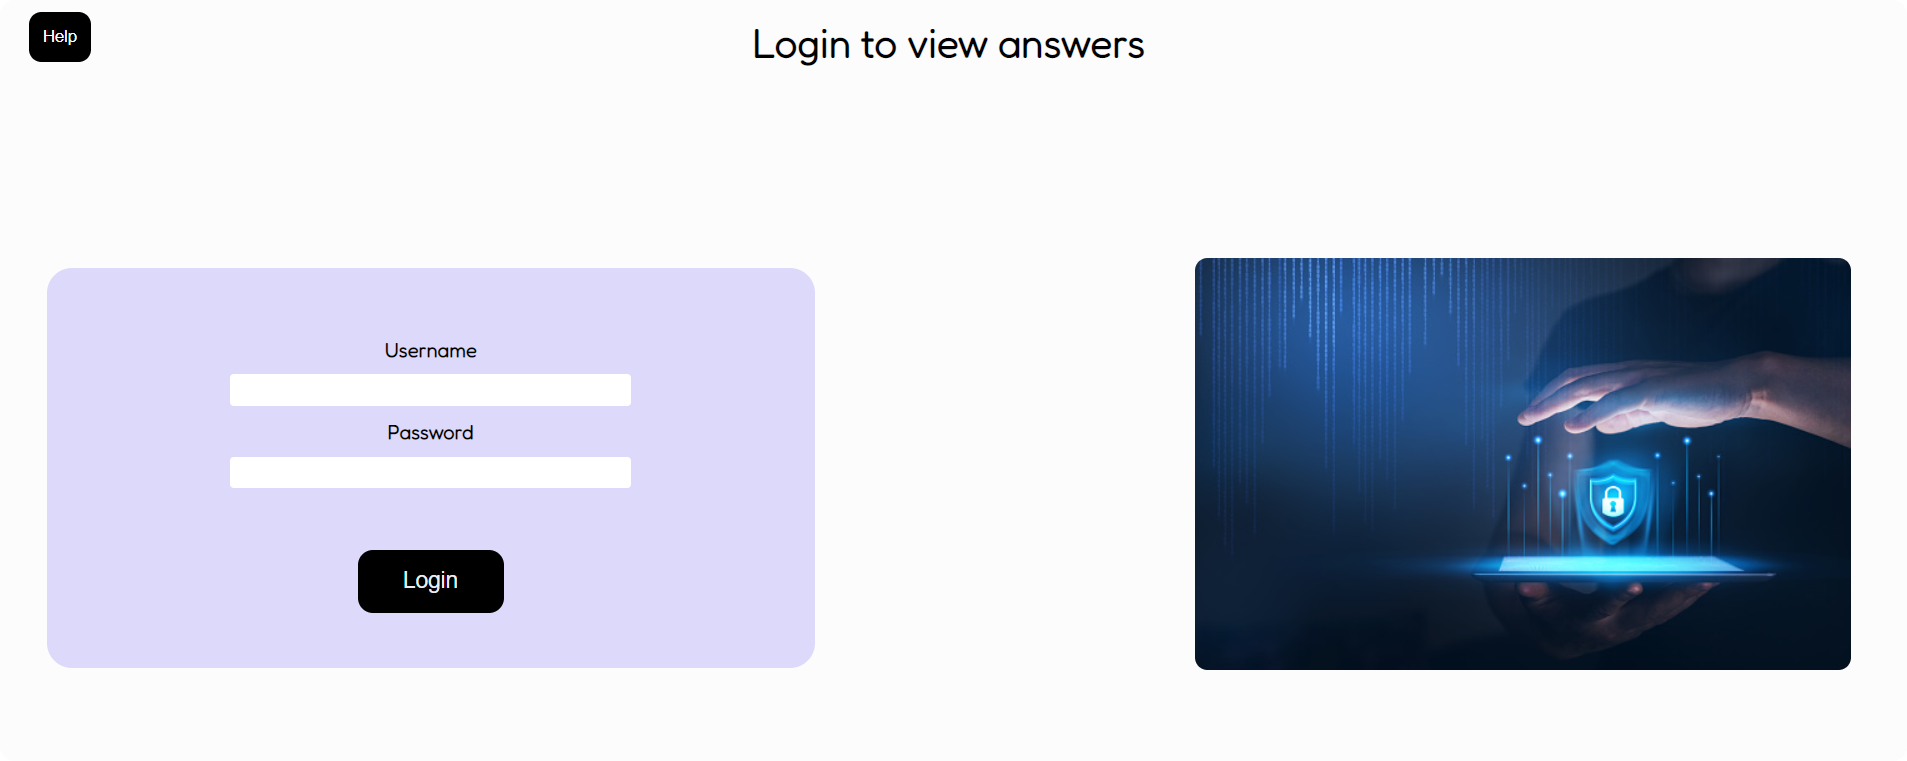 Help
Login to view answers
Username
Password
Login